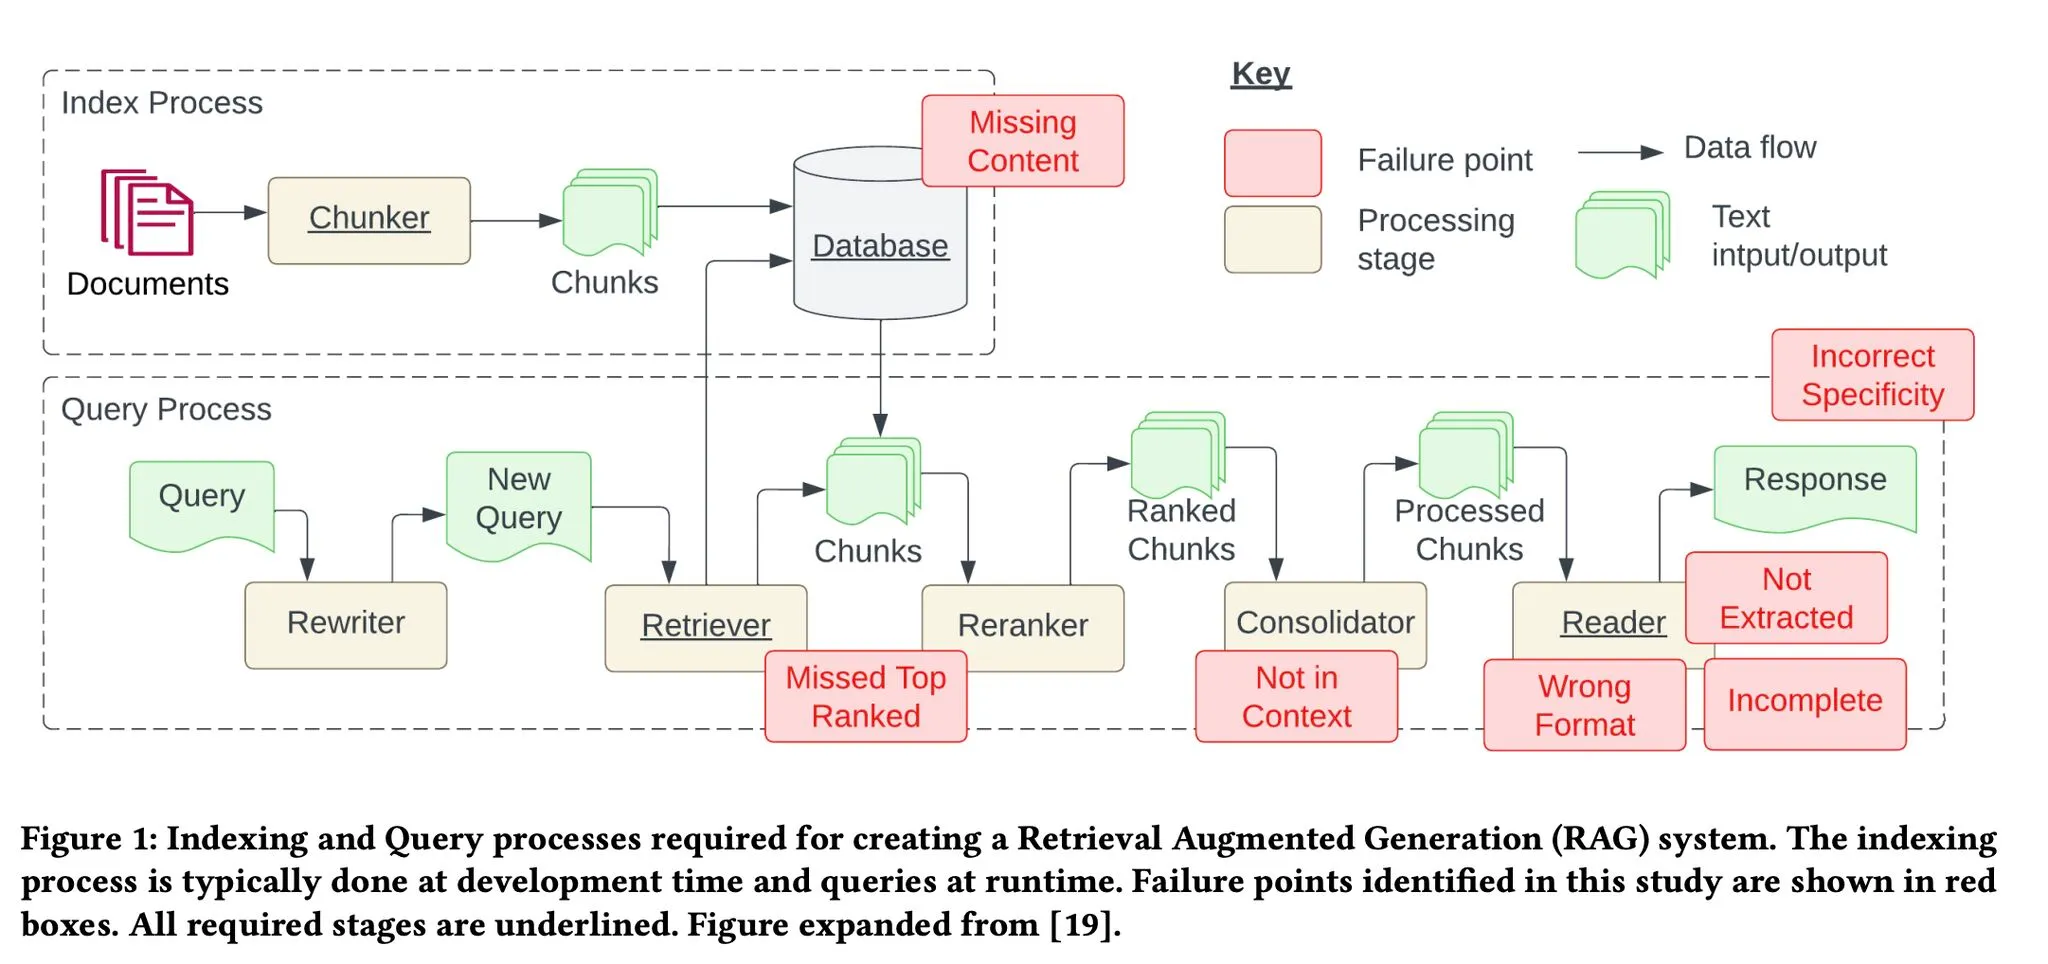 Index Process
Missing
Content
Documents
Chunker
Chunks
Database
Key
Failure point
Data flow
Processing
stage
Text
intput/output
Query Process
Incorrect
Specificity
Query
New
Query
Chunks
Ranked
Chunks
Processed
Chunks
Response
Rewriter
Retriever
Missed Top
Ranked
Reranker
Consolidator
Not in
Context
Reader
Not
Extracted
Wrong
Format
Incomplete
Figure 1: Indexing and Query processes required for creating a Retrieval Augmented Generation (RAG) system. The indexing
process is typically done at development time and queries at runtime. Failure points identified in this study are shown in red
boxes. All required stages are underlined. Figure expanded from [19].